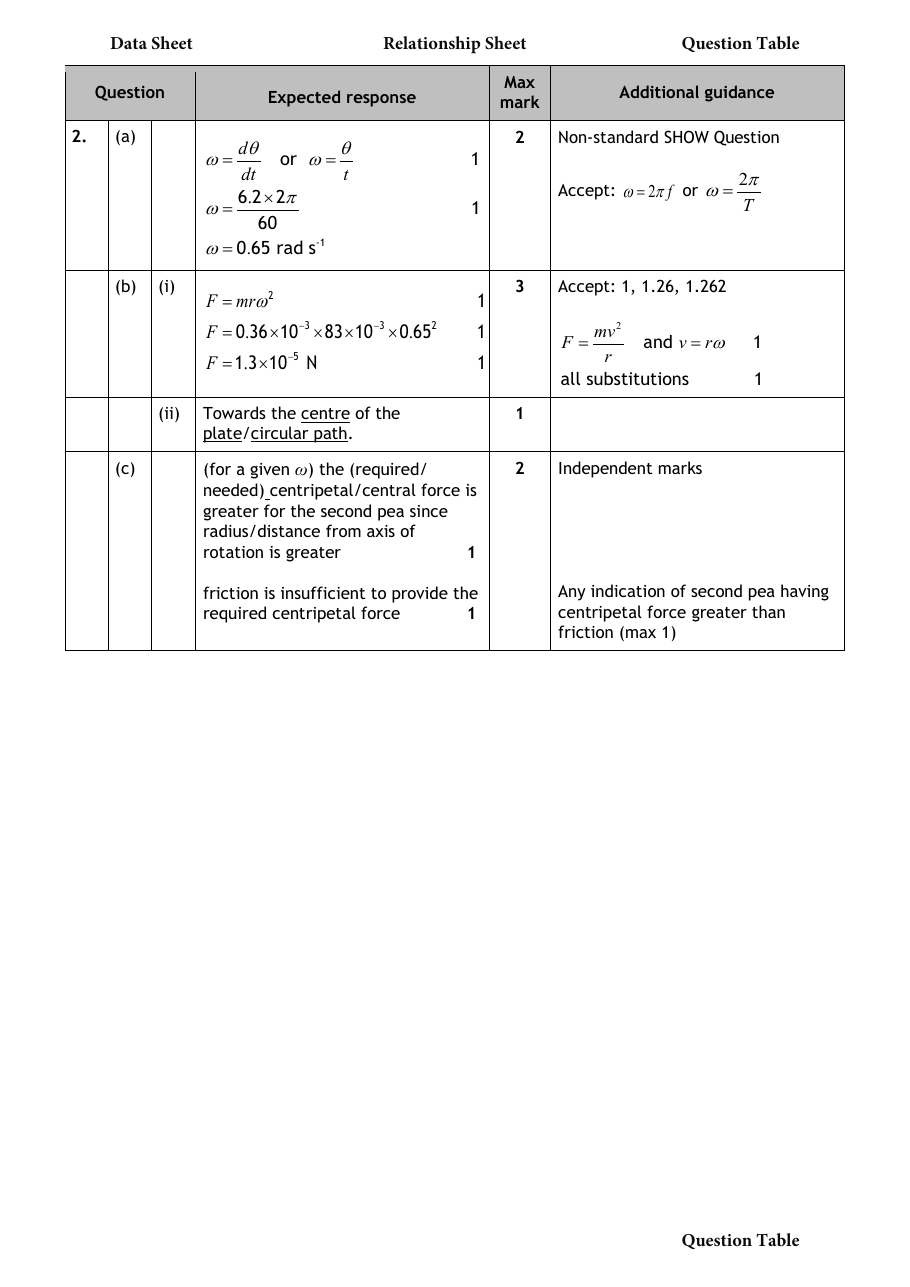 Data Sheet Relationship Sheet Question Table
Question Expected response Max mark Additional guidance
2. (a) ω = dθ/dt or ω = θ/t 1 2 Non-standard SHOW Question
ω = 6.2 × 2π / 60 1 Accept: ω = 2πf or ω = 2π/T
ω = 0.65 rad s⁻¹
(b) (i) F = mrω² 1 3 Accept: 1, 1.26, 1.262
F = 0.36×10⁻³×83×10⁻³×0.65² 1 F = mv²/r and v = rω 1
F = 1.3×10⁻⁵ N 1 all substitutions 1
(ii) Towards the centre of the 1
plate/circular path.
(c) (for a given ω) the (required/ 2 Independent marks
needed) centripetal/central force is
greater for the second pea since
radius/distance from axis of
rotation is greater 1
friction is insufficient to provide the
required centripetal force 1
Any indication of second pea having
centripetal force greater than
friction (max 1)
Question Table